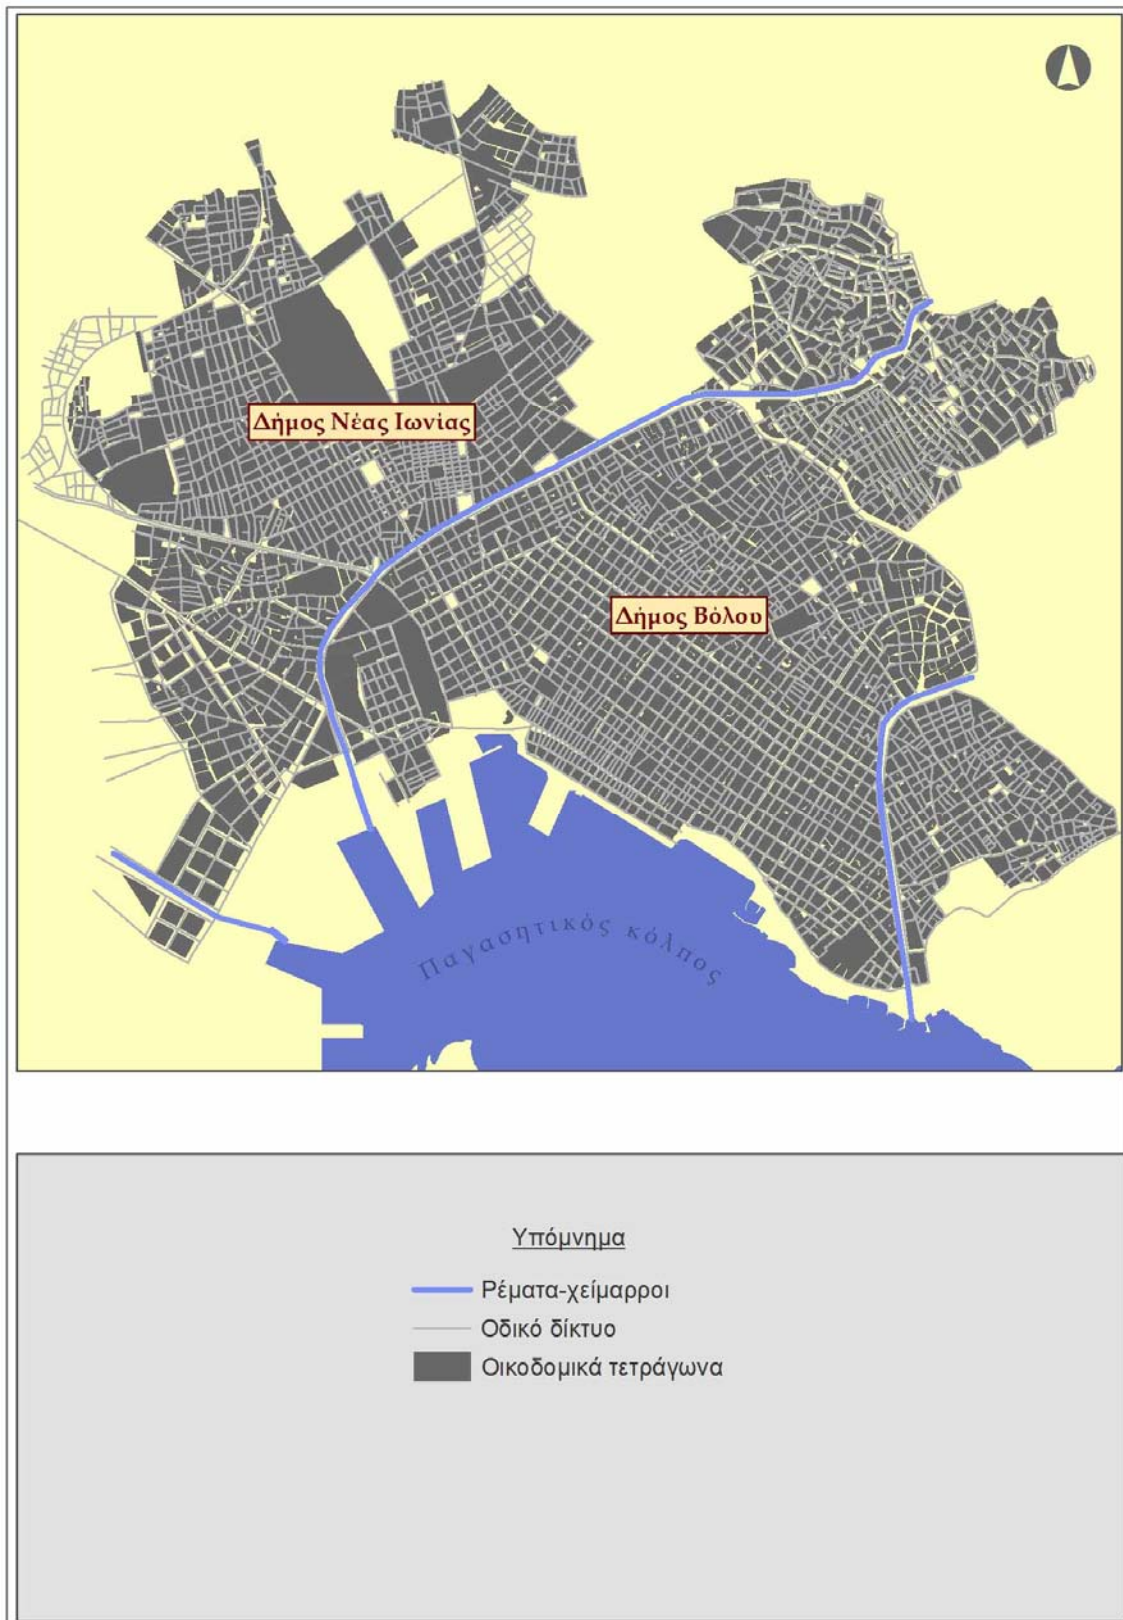 Δήμος Νέας Ιωνίας
Δήμος Βόλου
Παγασητικός κόλπος
Υπόμνημα
Ρέματα-χείμαρροι
Οδικό δίκτυο
Οικοδομικά τετράγωνα